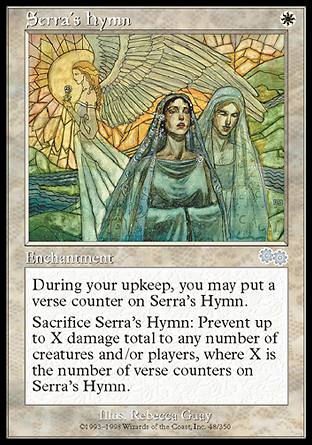 Serra's Hymn
Enchantment
During your upkeep, you may put a
verse counter on Serra's Hymn.
Sacrifice Serra's Hymn: Prevent up
to X damage total to any number of
creatures and/or players, where X is
the number of verse counters on
Serra's Hymn.
Illus. Rebecca Guay
©1993–1998 Wizards of the Coast, Inc. 48/350